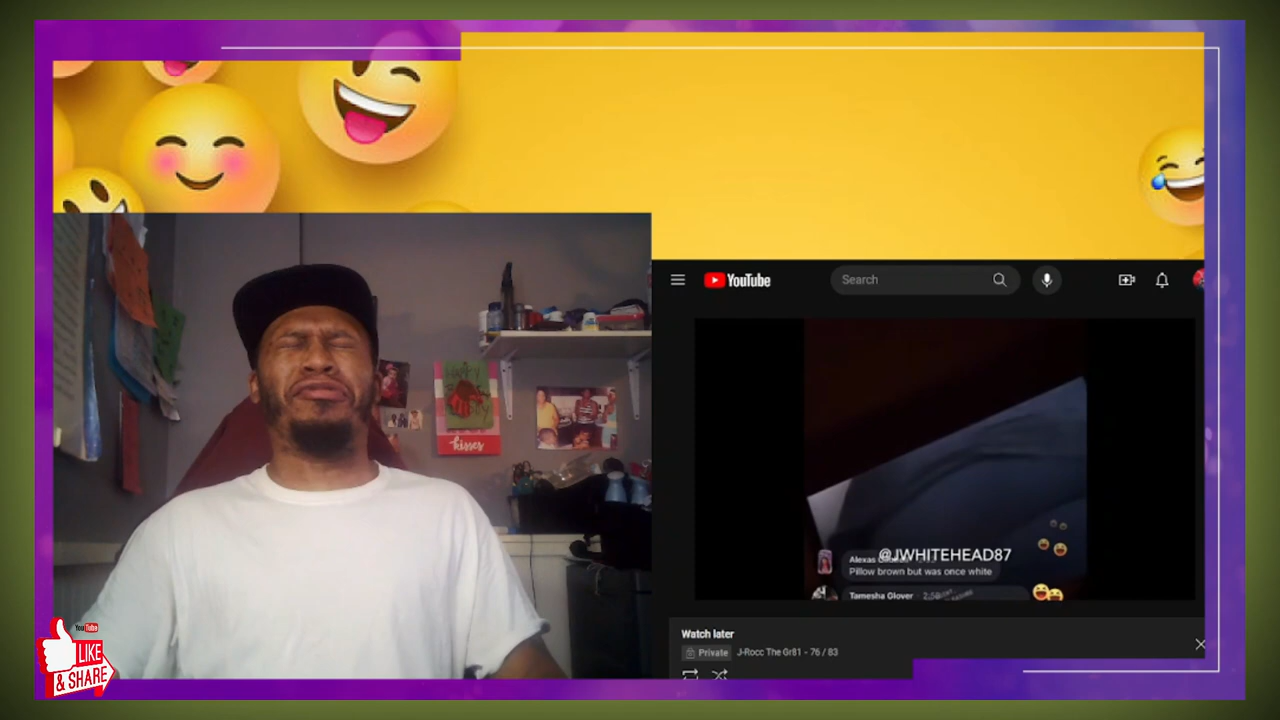 YouTube
Search
@JWHITEHEAD87
Alexas
Pillow brown but was once white
Tamesha Glover
kisses
Watch later
Private J-Rocc The Gr81 - 76 / 83
YouTube
LIKE
& SHARE